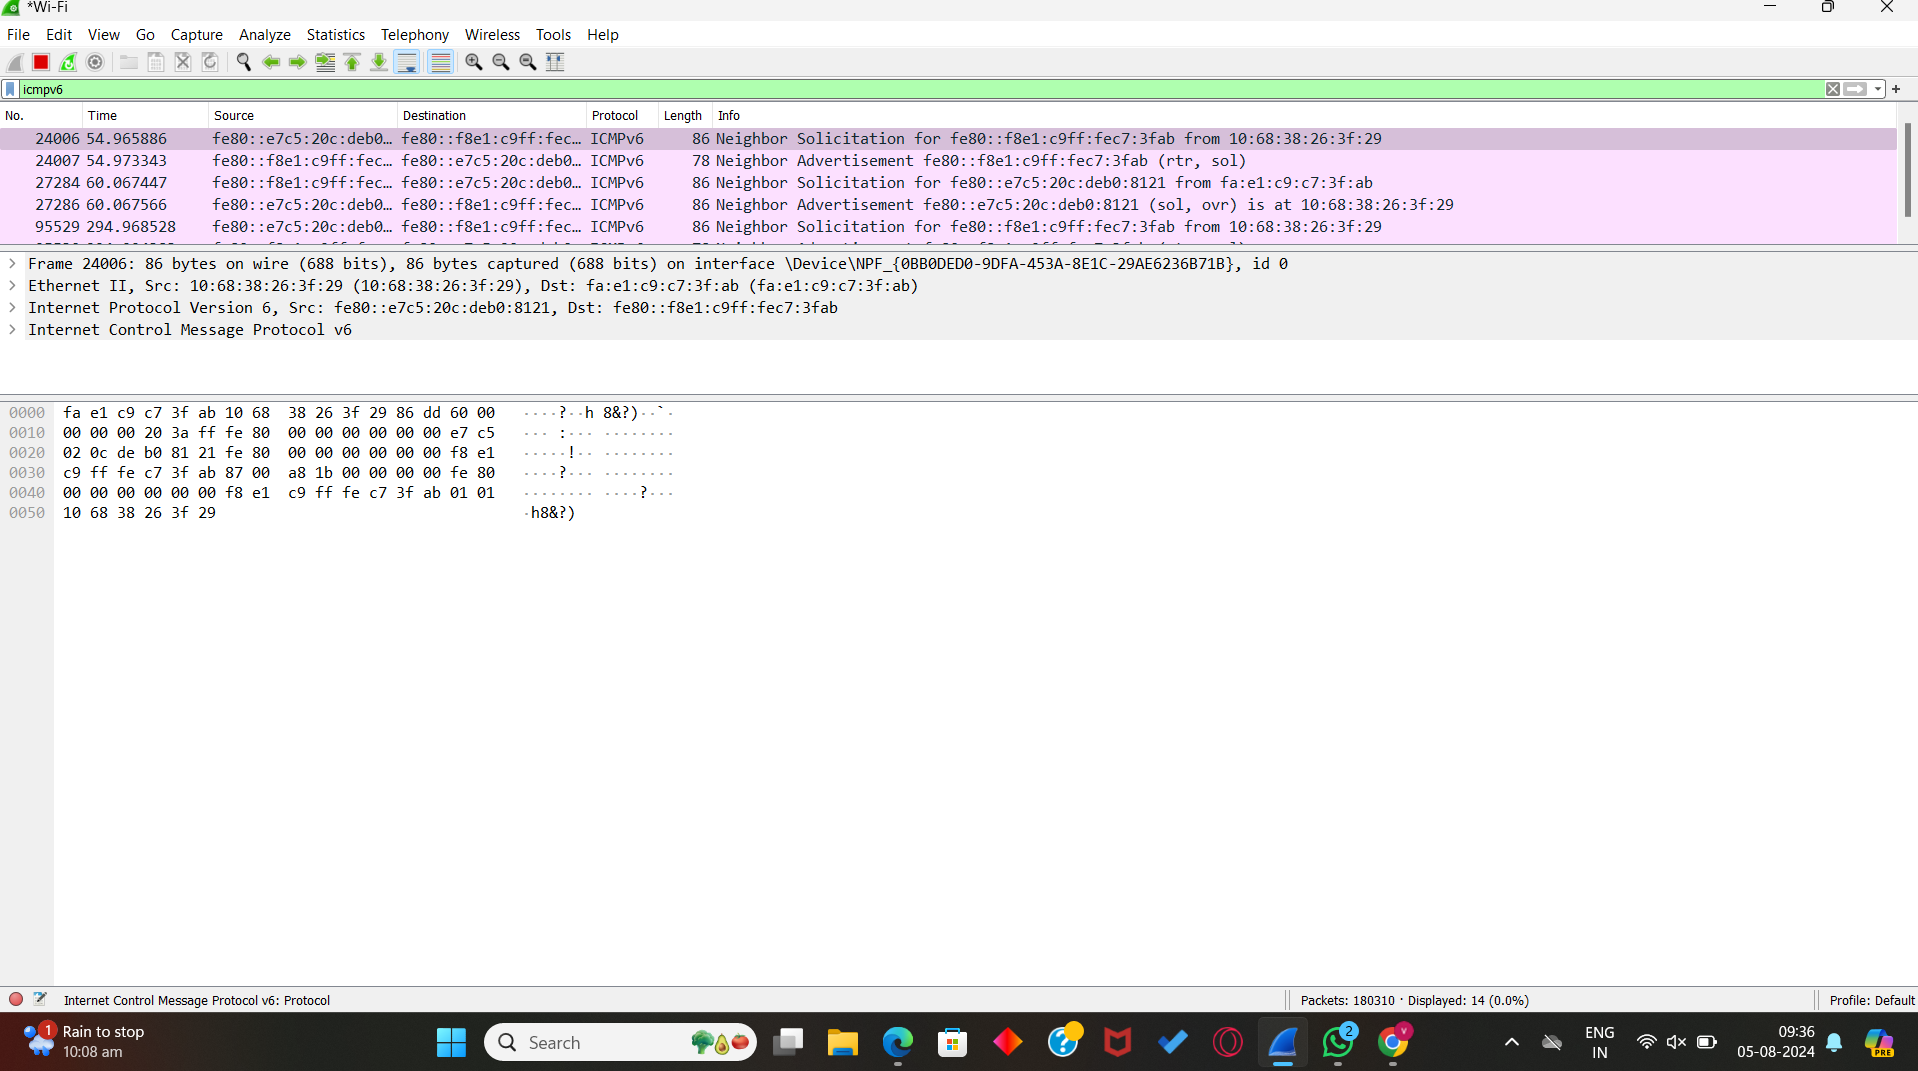 *Wi-Fi
File Edit View Go Capture Analyze Statistics Telephony Wireless Tools Help
icmpv6
No. Time Source Destination Protocol Length Info
24006 54.965886 fe80::e7c5:20c:deb0… fe80::f8e1:c9ff:fec… ICMPv6 86 Neighbor Solicitation for fe80::f8e1:c9ff:fec7:3fab from 10:68:38:26:3f:29
24007 54.973343 fe80::f8e1:c9ff:fec… fe80::e7c5:20c:deb0… ICMPv6 78 Neighbor Advertisement fe80::f8e1:c9ff:fec7:3fab (rtr, sol)
27284 60.067447 fe80::f8e1:c9ff:fec… fe80::e7c5:20c:deb0… ICMPv6 86 Neighbor Solicitation for fe80::e7c5:20c:deb0:8121 from fa:e1:c9:c7:3f:ab
27286 60.067566 fe80::e7c5:20c:deb0… fe80::f8e1:c9ff:fec… ICMPv6 86 Neighbor Advertisement fe80::e7c5:20c:deb0:8121 (sol, ovr) is at 10:68:38:26:3f:29
95529 294.968528 fe80::e7c5:20c:deb0… fe80::f8e1:c9ff:fec… ICMPv6 86 Neighbor Solicitation for fe80::f8e1:c9ff:fec7:3fab from 10:68:38:26:3f:29
Frame 24006: 86 bytes on wire (688 bits), 86 bytes captured (688 bits) on interface \Device\NPF_{0BB0DED0-9DFA-453A-8E1C-29AE6236B71B}, id 0
Ethernet II, Src: 10:68:38:26:3f:29 (10:68:38:26:3f:29), Dst: fa:e1:c9:c7:3f:ab (fa:e1:c9:c7:3f:ab)
Internet Protocol Version 6, Src: fe80::e7c5:20c:deb0:8121, Dst: fe80::f8e1:c9ff:fec7:3fab
Internet Control Message Protocol v6
0000 fa e1 c9 c7 3f ab 10 68 38 26 3f 29 86 dd 60 00 ····?··h 8&?)··`·
0010 00 00 00 20 3a ff fe 80 00 00 00 00 00 00 e7 c5 ··· :··· ········
0020 02 0c de b0 81 21 fe 80 00 00 00 00 00 00 f8 e1 ·····!·· ········
0030 c9 ff fe c7 3f ab 87 00 a8 1b 00 00 00 00 fe 80 ····?··· ········
0040 00 00 00 00 00 00 f8 e1 c9 ff fe c7 3f ab 01 01 ········ ····?···
0050 10 68 38 26 3f 29 ·h8&?)
Internet Control Message Protocol v6: Protocol Packets: 180310 · Displayed: 14 (0.0%) Profile: Default
1 Rain to stop
10:08 am
Search
2
v
ENG
IN
09:36
05-08-2024
PRE